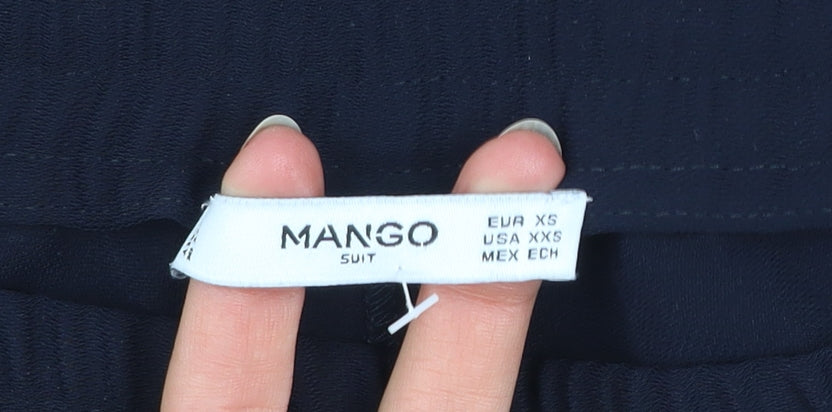 MANGO
SUIT
EUR XS
USA XXS
MEX ECH